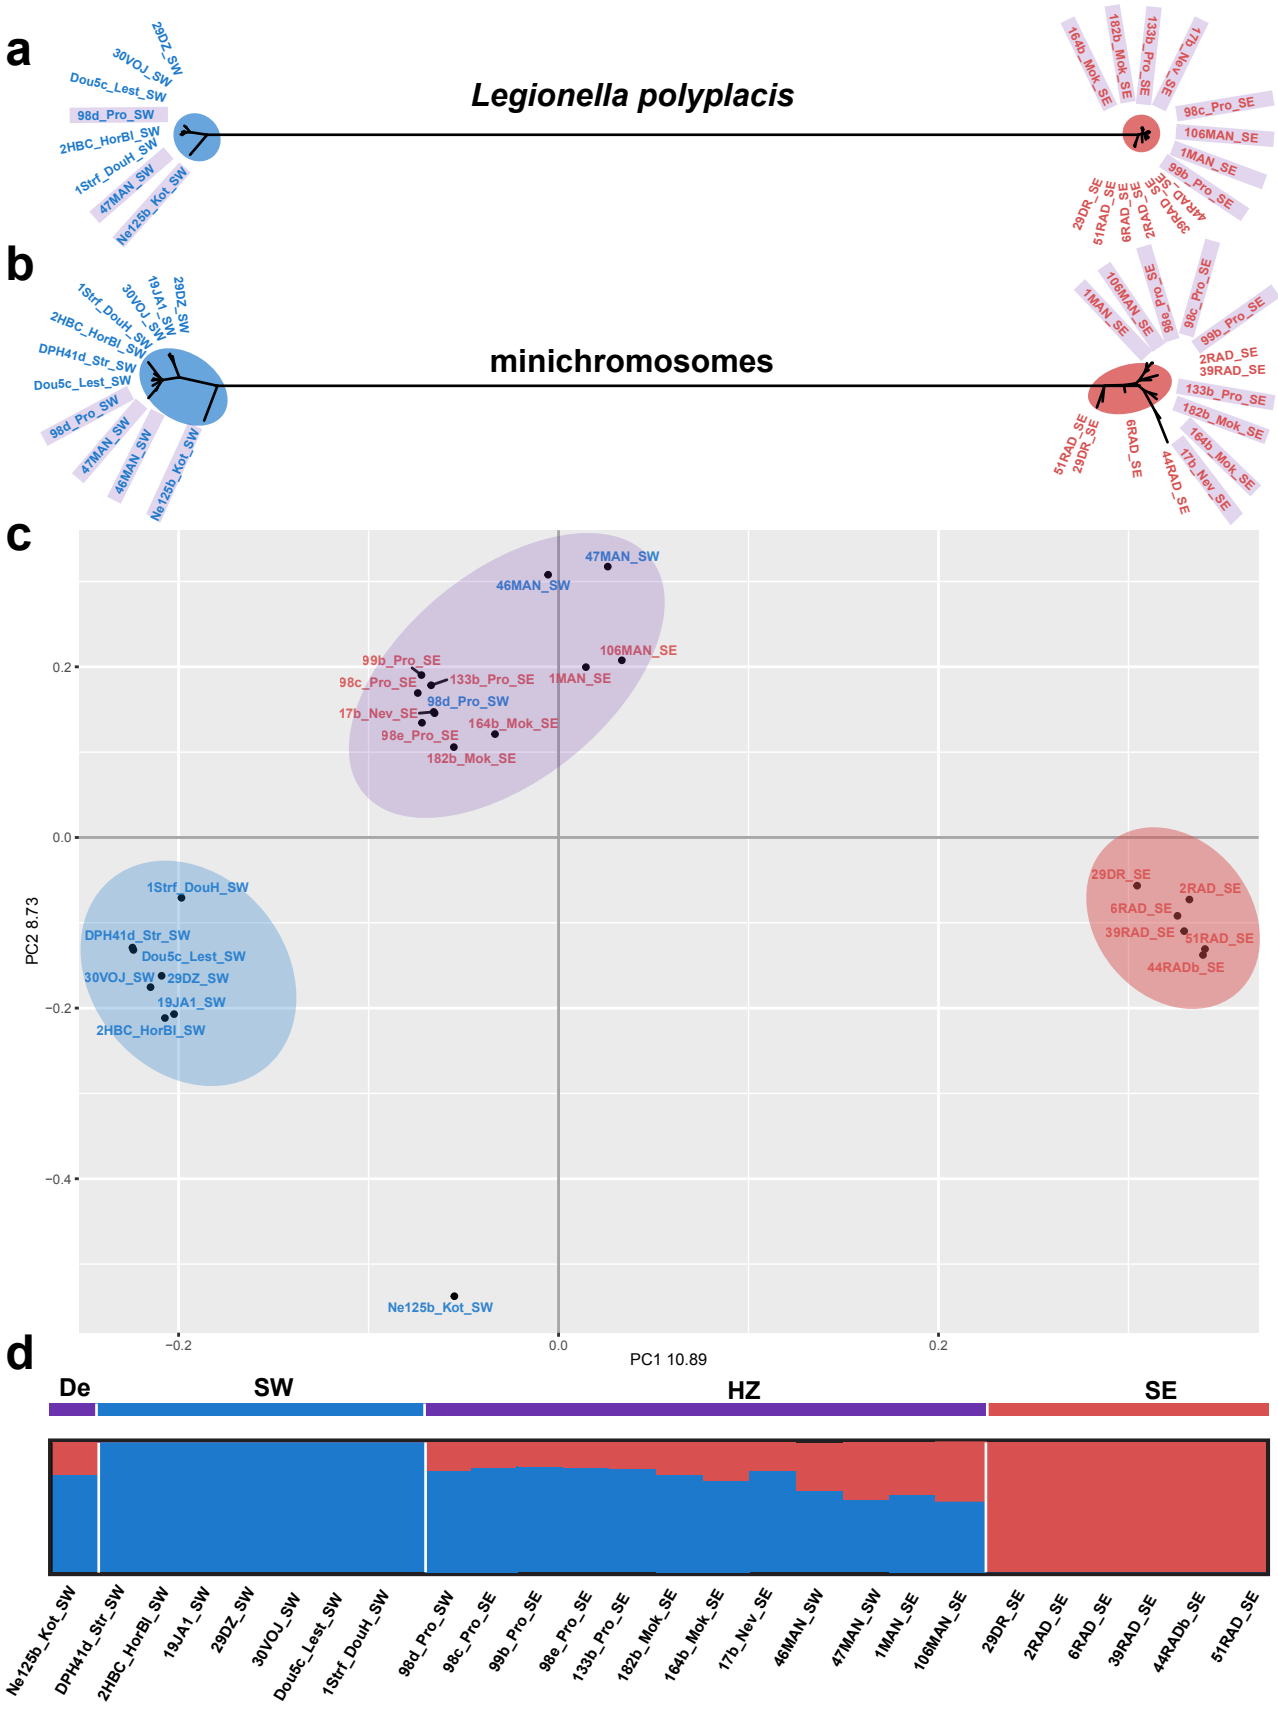 a
Legionella polyplacis
29DZ_SW
30VOJ_SW
Dou5c_Lest_SW
98d_Pro_SW
2HBC_HorBl_SW
1Strf_DouH_SW
47MAN_SW
Ne125b_Kot_SW
164b_Mok_SE
182b_Mok_SE
133b_Pro_SE
17b_Nev_SE
98c_Pro_SE
106MAN_SE
1MAN_SE
99b_Pro_SE
44RAD_SE
39RAD_SE
2RAD_SE
6RAD_SE
51RAD_SE
29DR_SE
b
minichromosomes
29DZ_SW
19JA1_SW
30VOJ_SW
1Strf_DouH_SW
2HBC_HorBl_SW
DPH41d_Str_SW
Dou5c_Lest_SW
98d_Pro_SW
47MAN_SW
46MAN_SW
Ne125b_Kot_SW
1MAN_SE
106MAN_SE
98e_Pro_SE
98c_Pro_SE
99b_Pro_SE
2RAD_SE
39RAD_SE
133b_Pro_SE
182b_Mok_SE
164b_Mok_SE
17b_Nev_SE
44RAD_SE
6RAD_SE
29DR_SE
51RAD_SE
c
47MAN_SW
46MAN_SW
106MAN_SE
99b_Pro_SE
98c_Pro_SE
133b_Pro_SE
1MAN_SE
98d_Pro_SW
17b_Nev_SE
164b_Mok_SE
98e_Pro_SE
182b_Mok_SE
1Strf_DouH_SW
DPH41d_Str_SW
Dou5c_Lest_SW
30VOJ_SW
29DZ_SW
19JA1_SW
2HBC_HorBl_SW
29DR_SE
2RAD_SE
6RAD_SE
39RAD_SE
51RAD_SE
44RADb_SE
Ne125b_Kot_SW
0.2
0.0
−0.2
−0.4
PC2 8.73
−0.2
0.0
0.2
PC1 10.89
d
De
SW
HZ
SE
Ne125b_Kot_SW
DPH41d_Str_SW
2HBC_HorBl_SW
19JA1_SW
29DZ_SW
30VOJ_SW
Dou5c_Lest_SW
1Strf_DouH_SW
98d_Pro_SW
98c_Pro_SE
99b_Pro_SE
98e_Pro_SE
133b_Pro_SE
182b_Mok_SE
164b_Mok_SE
17b_Nev_SE
46MAN_SW
47MAN_SW
1MAN_SE
106MAN_SE
29DR_SE
2RAD_SE
6RAD_SE
39RAD_SE
44RADb_SE
51RAD_SE